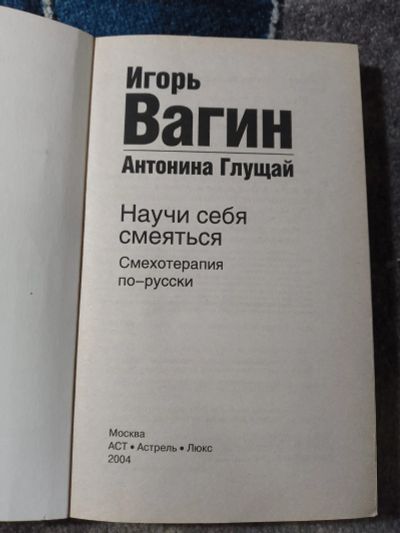 Игорь
Вагин
Антонина Глущай
Научи себя
смеяться
Смехотерапия
по-русски
Москва
АСТ • Астрель • Люкс
2004